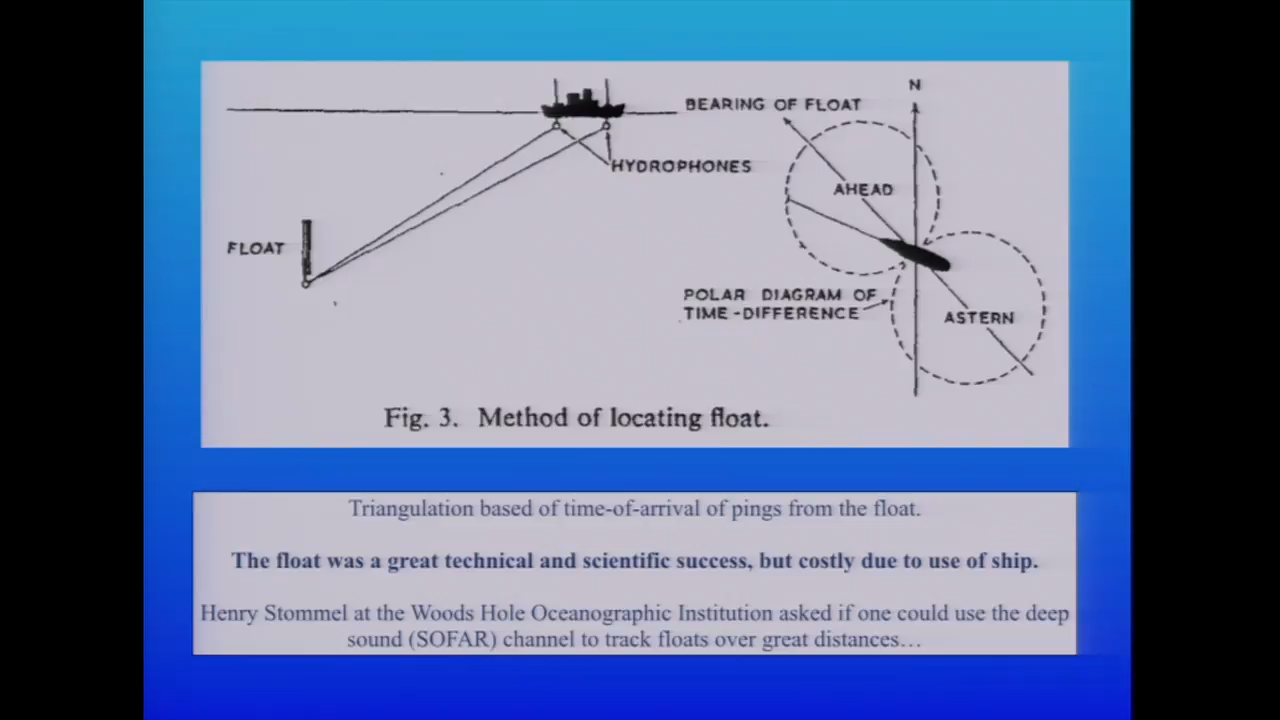 N
BEARING OF FLOAT
HYDROPHONES
AHEAD
FLOAT
POLAR DIAGRAM OF
TIME-DIFFERENCE
ASTERN
Fig. 3. Method of locating float.
Triangulation based of time-of-arrival of pings from the float.
The float was a great technical and scientific success, but costly due to use of ship.
Henry Stommel at the Woods Hole Oceanographic Institution asked if one could use the deep
sound (SOFAR) channel to track floats over great distances…